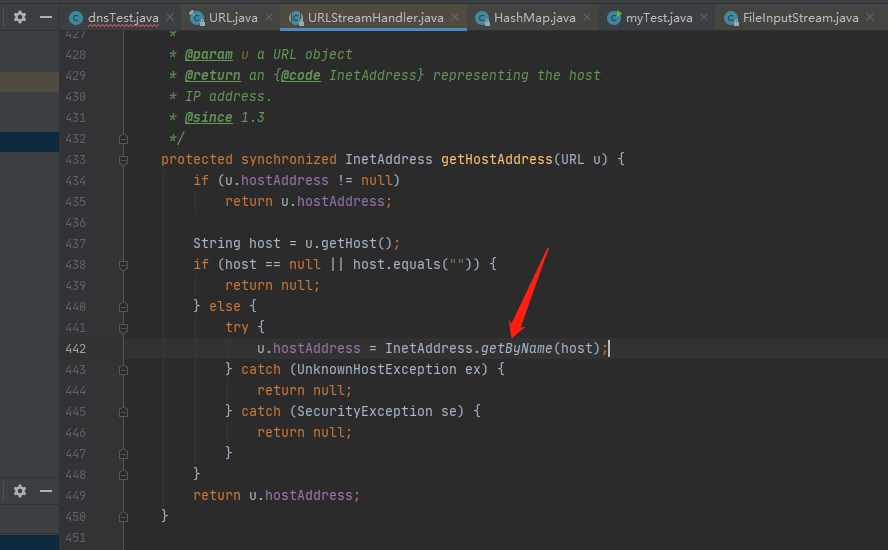 dnsTest.java URL.java URLStreamHandler.java HashMap.java myTest.java FileInputStream.java
427 *
428 * @param u a URL object
429 * @return an {@code InetAddress} representing the host
430 * IP address.
431 * @since 1.3
432 */
433 protected synchronized InetAddress getHostAddress(URL u) {
434 if (u.hostAddress != null)
435 return u.hostAddress;
436
437 String host = u.getHost();
438 if (host == null || host.equals("")) {
439 return null;
440 } else {
441 try {
442 u.hostAddress = InetAddress.getByName(host);
443 } catch (UnknownHostException ex) {
444 return null;
445 } catch (SecurityException se) {
446 return null;
447 }
448 }
449 return u.hostAddress;
450 }
451